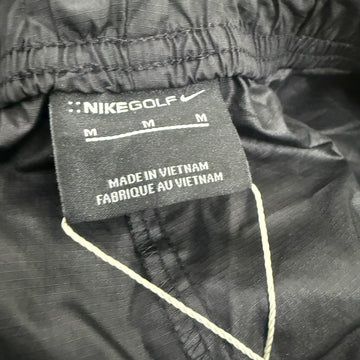 NIKEGOLF
M M M
MADE IN VIETNAM
FABRIQUE AU VIETNAM